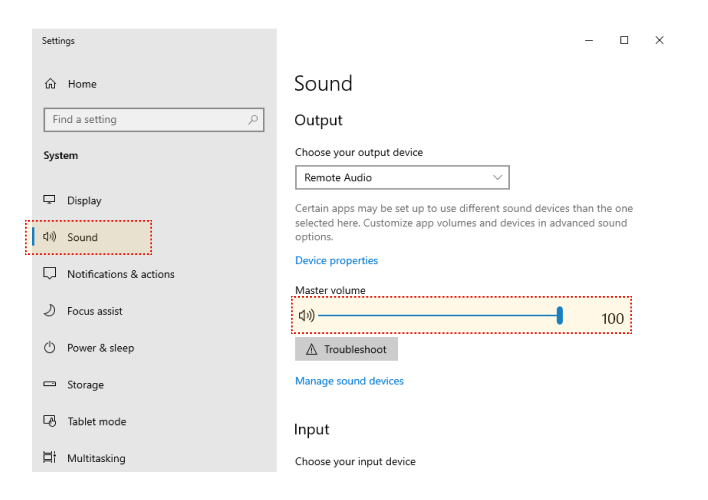 Settings
Home
Find a setting
System
Display
Sound
Notifications & actions
Focus assist
Power & sleep
Storage
Tablet mode
Multitasking
Sound
Output
Choose your output device
Remote Audio
Certain apps may be set up to use different sound devices than the one
selected here. Customize app volumes and devices in advanced sound
options.
Device properties
Master volume
100
Troubleshoot
Manage sound devices
Input
Choose your input device